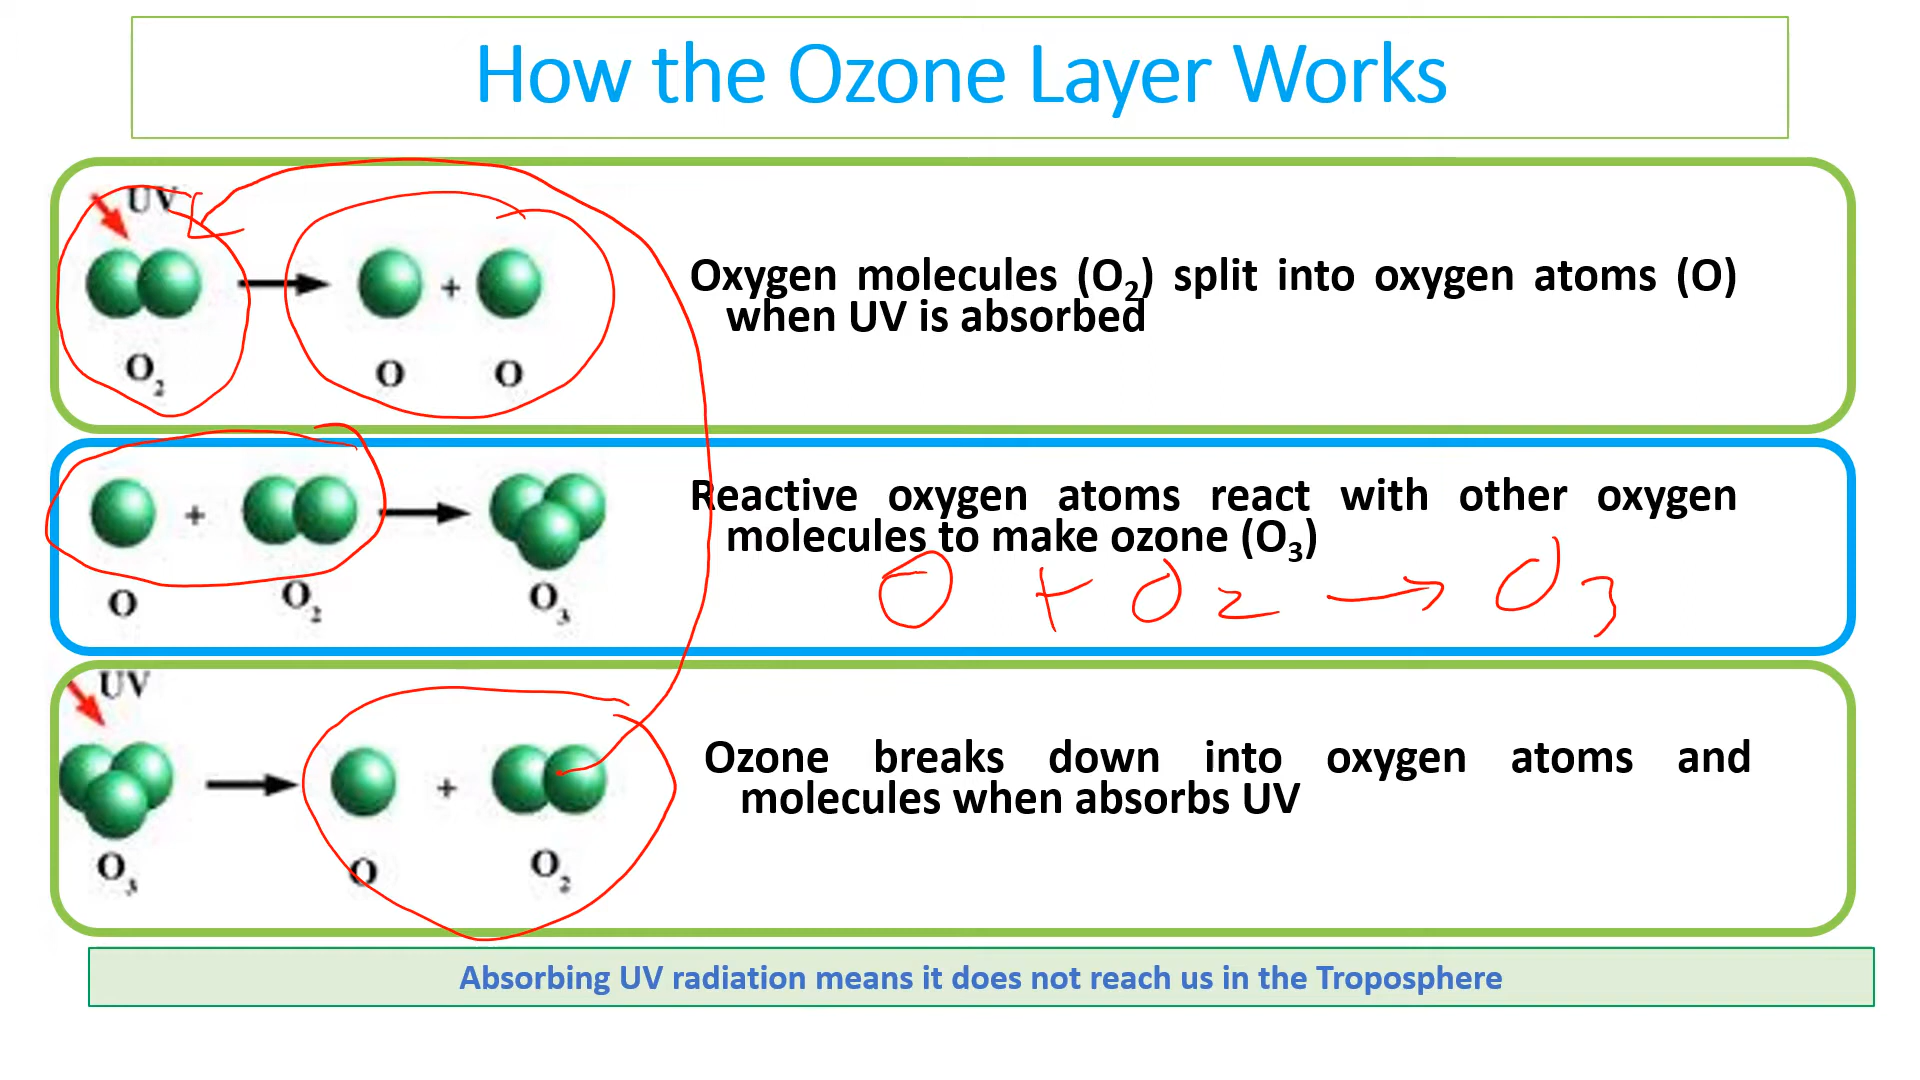 How the Ozone Layer Works
UV
O₂
O + O
Oxygen molecules (O₂) split into oxygen atoms (O)
when UV is absorbed
+
O O₂ O₃
Reactive oxygen atoms react with other oxygen
molecules to make ozone (O₃)
O + O₂ → O₃
UV
O₃
+
O O₂
Ozone breaks down into oxygen atoms and
molecules when absorbs UV
Absorbing UV radiation means it does not reach us in the Troposphere